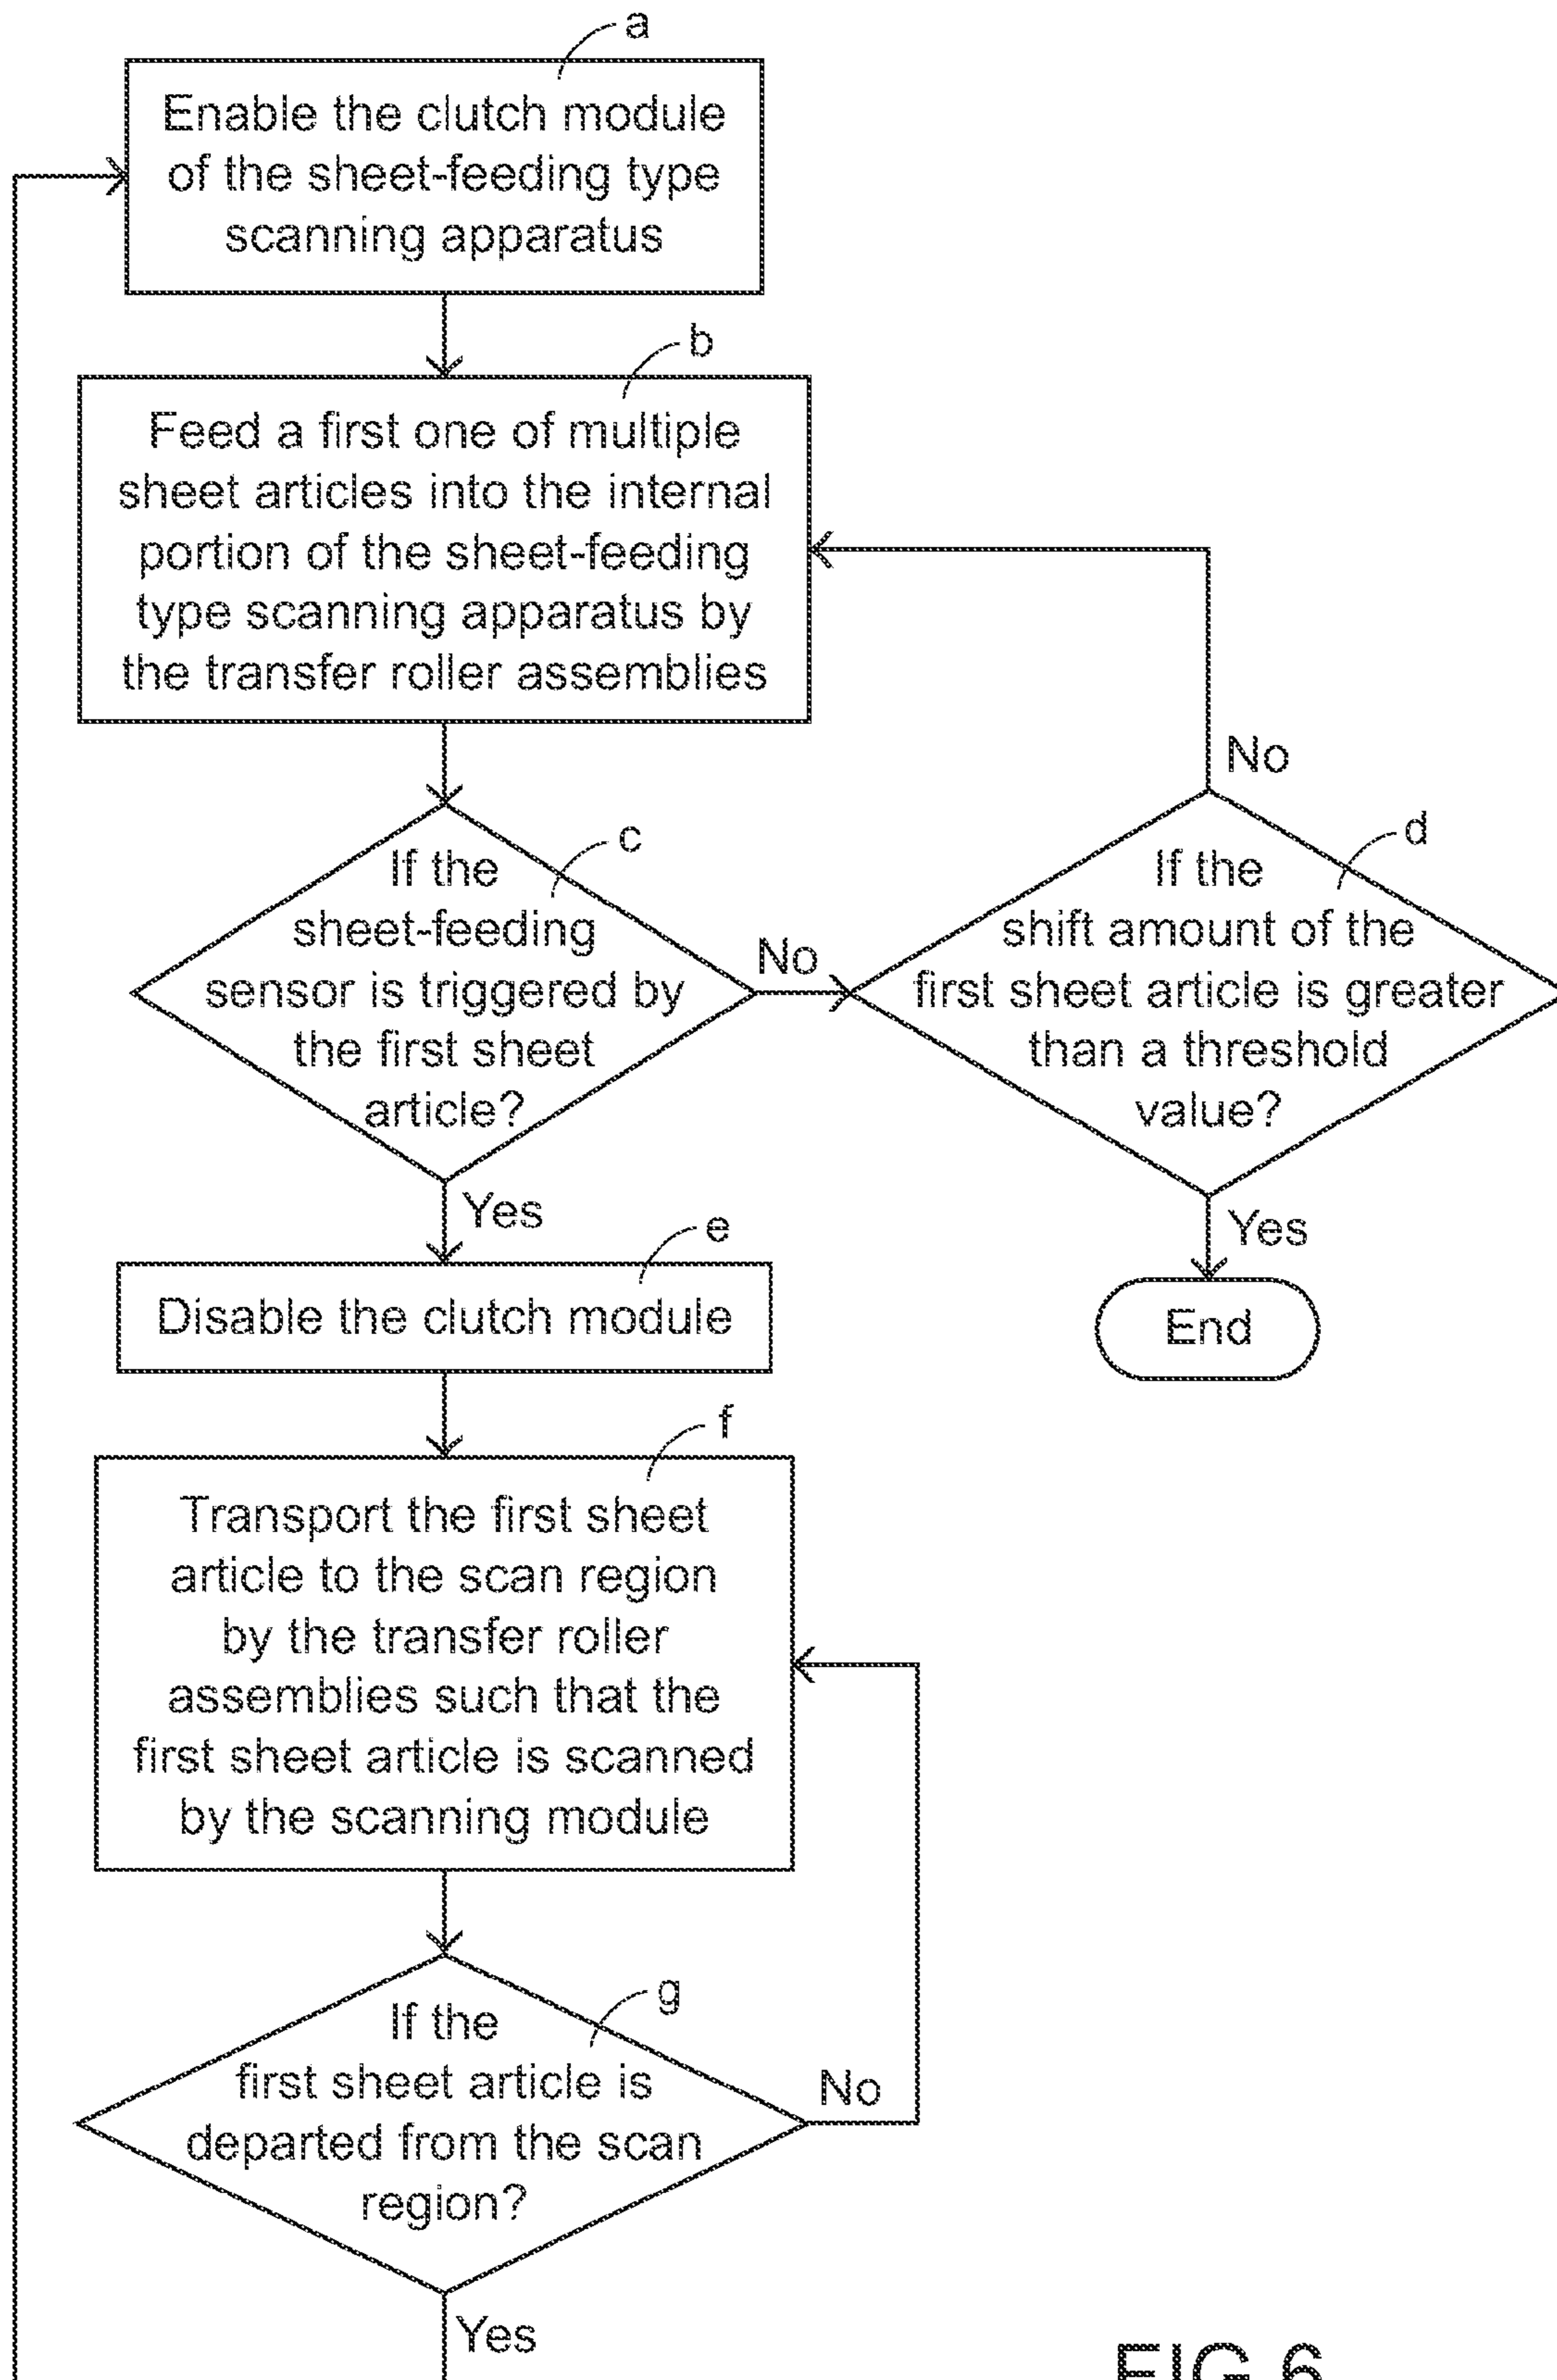 a
Enable the clutch module
of the sheet-feeding type
scanning apparatus
b
Feed a first one of multiple
sheet articles into the internal
portion of the sheet-feeding
type scanning apparatus by
the transfer roller assemblies
c
If the
sheet-feeding
sensor is triggered by
the first sheet
article?
No
d
If the
shift amount of the
first sheet article is greater
than a threshold
value?
No
Yes
End
Yes
e
Disable the clutch module
f
Transport the first sheet
article to the scan region
by the transfer roller
assemblies such that the
first sheet article is scanned
by the scanning module
g
If the
first sheet article is
departed from the scan
region?
No
Yes
FIG.6